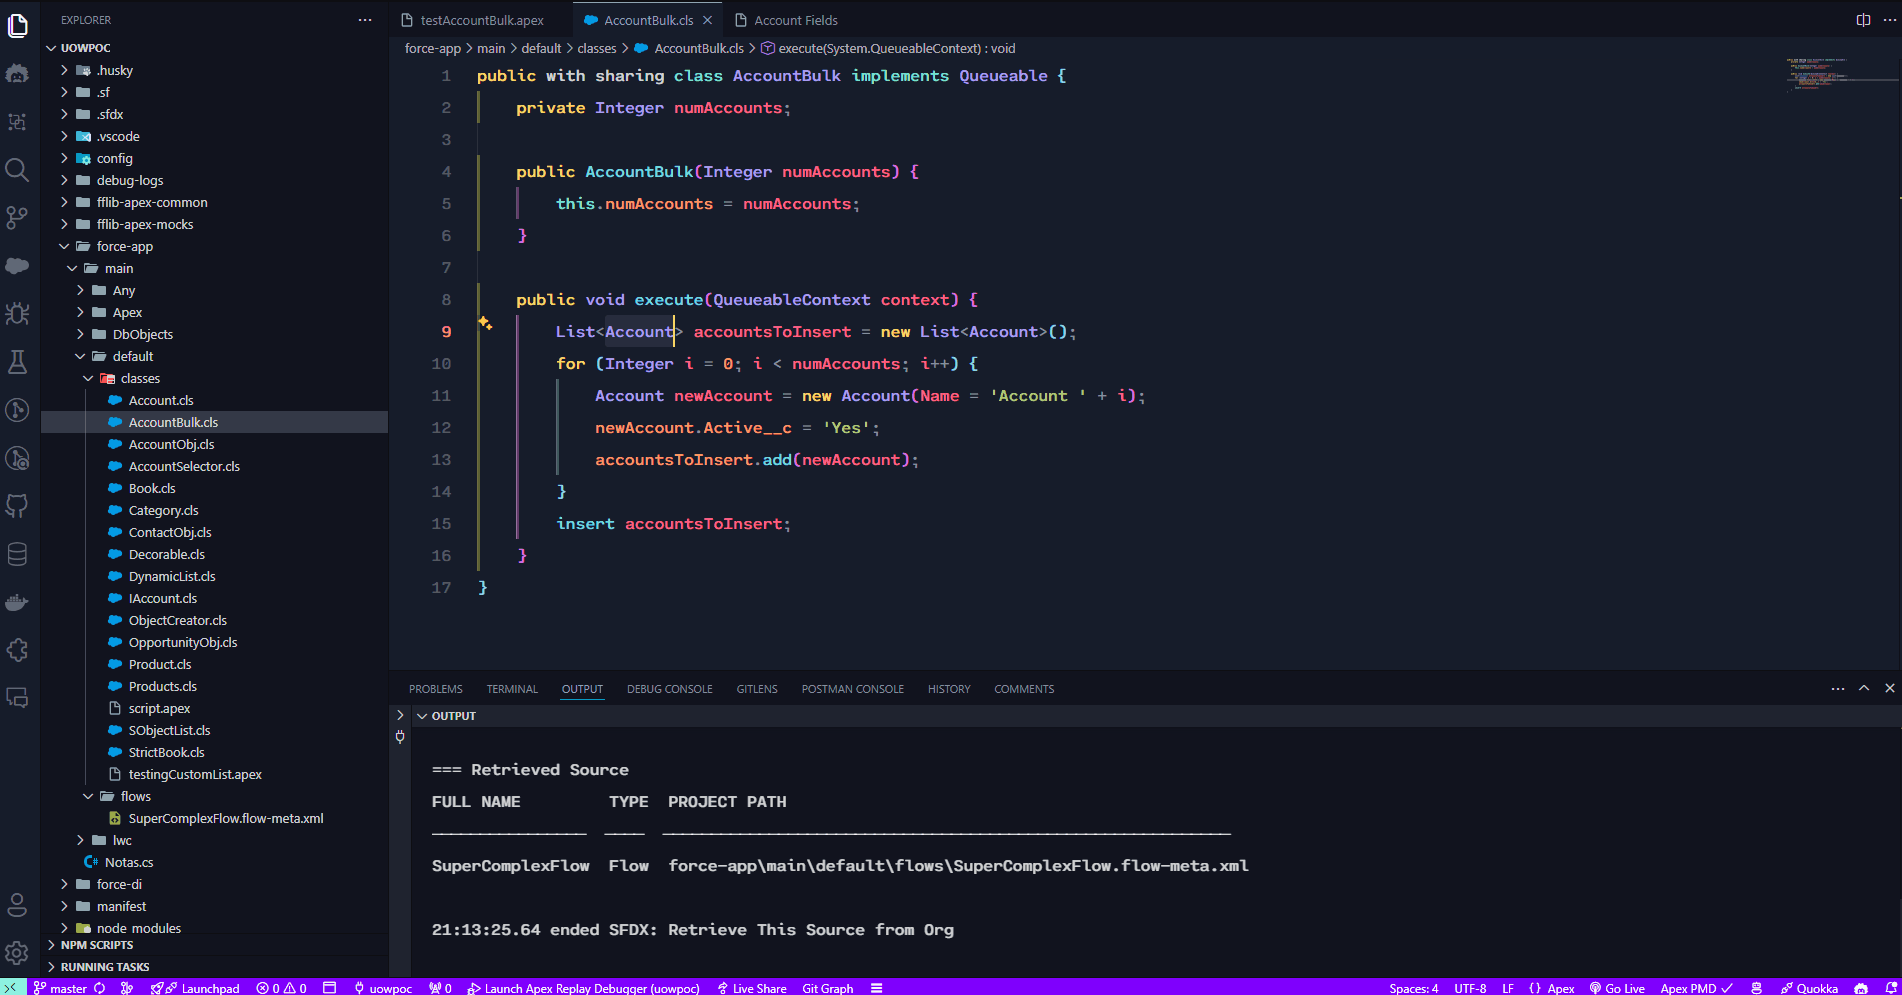 EXPLORER
UOWPOC
.husky
.sf
.sfdx
.vscode
config
debug-logs
fflib-apex-common
fflib-apex-mocks
force-app
main
Any
Apex
DbObjects
default
classes
Account.cls
AccountBulk.cls
AccountObj.cls
AccountSelector.cls
Book.cls
Category.cls
ContactObj.cls
Decorable.cls
DynamicList.cls
IAccount.cls
ObjectCreator.cls
OpportunityObj.cls
Product.cls
Products.cls
script.apex
SObjectList.cls
StrictBook.cls
testingCustomList.apex
flows
SuperComplexFlow.flow-meta.xml
lwc
Notas.cs
force-di
manifest
node_modules
NPM SCRIPTS
RUNNING TASKS
testAccountBulk.apex AccountBulk.cls Account Fields
force-app > main > default > classes > AccountBulk.cls > execute(System.QueueableContext) : void
1 public with sharing class AccountBulk implements Queueable {
2 private Integer numAccounts;
3
4 public AccountBulk(Integer numAccounts) {
5 this.numAccounts = numAccounts;
6 }
7
8 public void execute(QueueableContext context) {
9 List<Account> accountsToInsert = new List<Account>();
10 for (Integer i = 0; i < numAccounts; i++) {
11 Account newAccount = new Account(Name = 'Account ' + i);
12 newAccount.Active__c = 'Yes';
13 accountsToInsert.add(newAccount);
14 }
15 insert accountsToInsert;
16 }
17 }
PROBLEMS TERMINAL OUTPUT DEBUG CONSOLE GITLENS POSTMAN CONSOLE HISTORY COMMENTS
OUTPUT
=== Retrieved Source
FULL NAME TYPE PROJECT PATH
SuperComplexFlow Flow force-app\main\default\flows\SuperComplexFlow.flow-meta.xml
21:13:25.64 ended SFDX: Retrieve This Source from Org
master Launchpad 0 0 uowpoc 0 Launch Apex Replay Debugger (uowpoc) Live Share Git Graph Spaces: 4 UTF-8 LF {} Apex Go Live Apex PMD Quokka